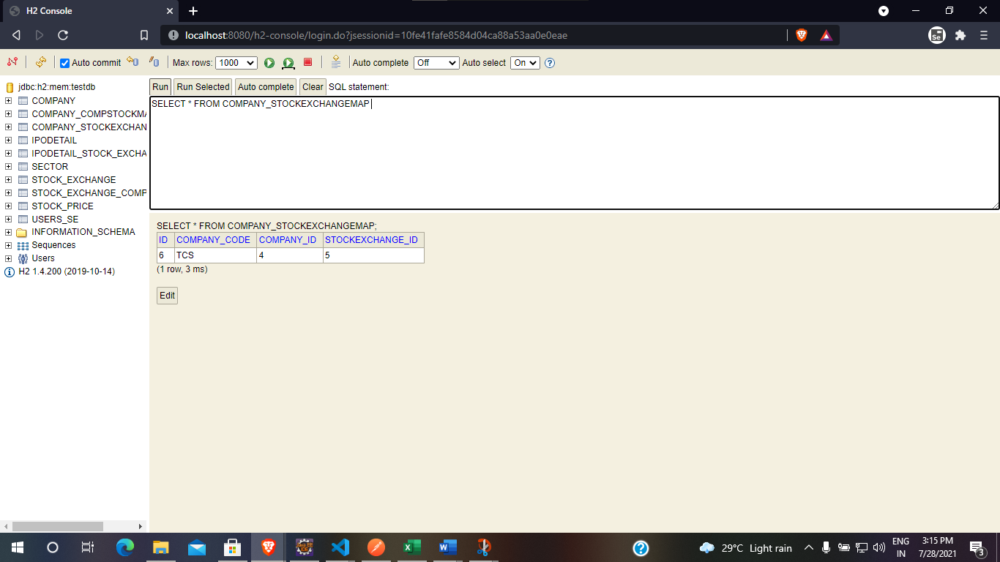 H2 Console
localhost:8080/h2-console/login.do?jsessionid=10fe41fafe8584d04ca88a53aa0e0eae
Se
Auto commit
Max rows: 1000
Auto complete Off
Auto select On
jdbc:h2:mem:testdb
COMPANY
COMPANY_COMPSTOCKMA
COMPANY_STOCKEXCHAN
IPODETAIL
IPODETAIL_STOCK_EXCHA
SECTOR
STOCK_EXCHANGE
STOCK_EXCHANGE_COMP
STOCK_PRICE
USERS_SE
INFORMATION_SCHEMA
Sequences
Users
H2 1.4.200 (2019-10-14)
Run Run Selected Auto complete Clear SQL statement:
SELECT * FROM COMPANY_STOCKEXCHANGEMAP
SELECT * FROM COMPANY_STOCKEXCHANGEMAP;
ID COMPANY_CODE COMPANY_ID STOCKEXCHANGE_ID
6 TCS 4 5
(1 row, 3 ms)
Edit
29°C Light rain
ENG
IN
3:15 PM
7/28/2021
3